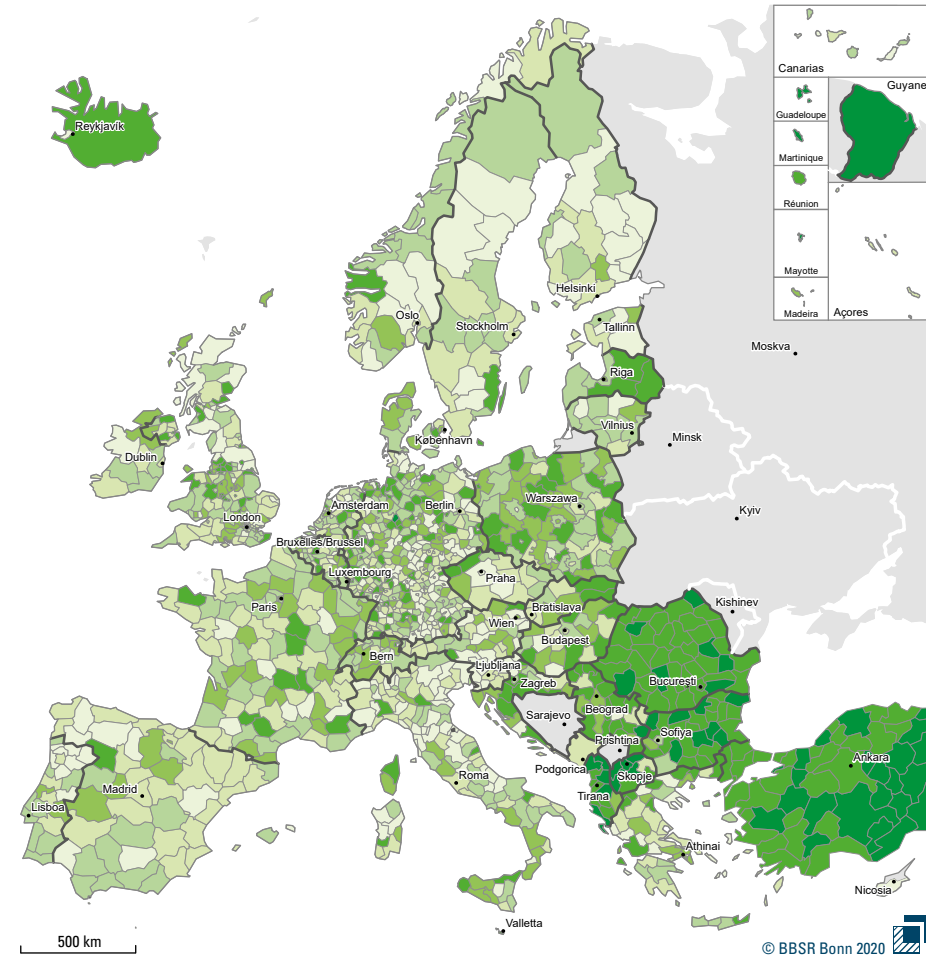 Canarias
Guyane
Guadeloupe
Martinique
Réunion
Mayotte
Madeira
Açores
Reykjavík
Helsinki
Oslo
Stockholm
Tallinn
Moskva
Riga
København
Vilnius
Minsk
Dublin
Amsterdam
Berlin
Warszawa
London
Kyiv
Bruxelles/Brussel
Luxembourg
Praha
Paris
Bratislava
Kishinev
Wien
Budapest
Bern
Ljubljana
Zagreb
Bucureşti
Beograd
Sarajevo
Prishtina
Sofiya
Podgorica
Skopje
Ankara
Roma
Tirana
Madrid
Lisboa
Athinai
Nicosia
Valletta
500 km
© BBSR Bonn 2020